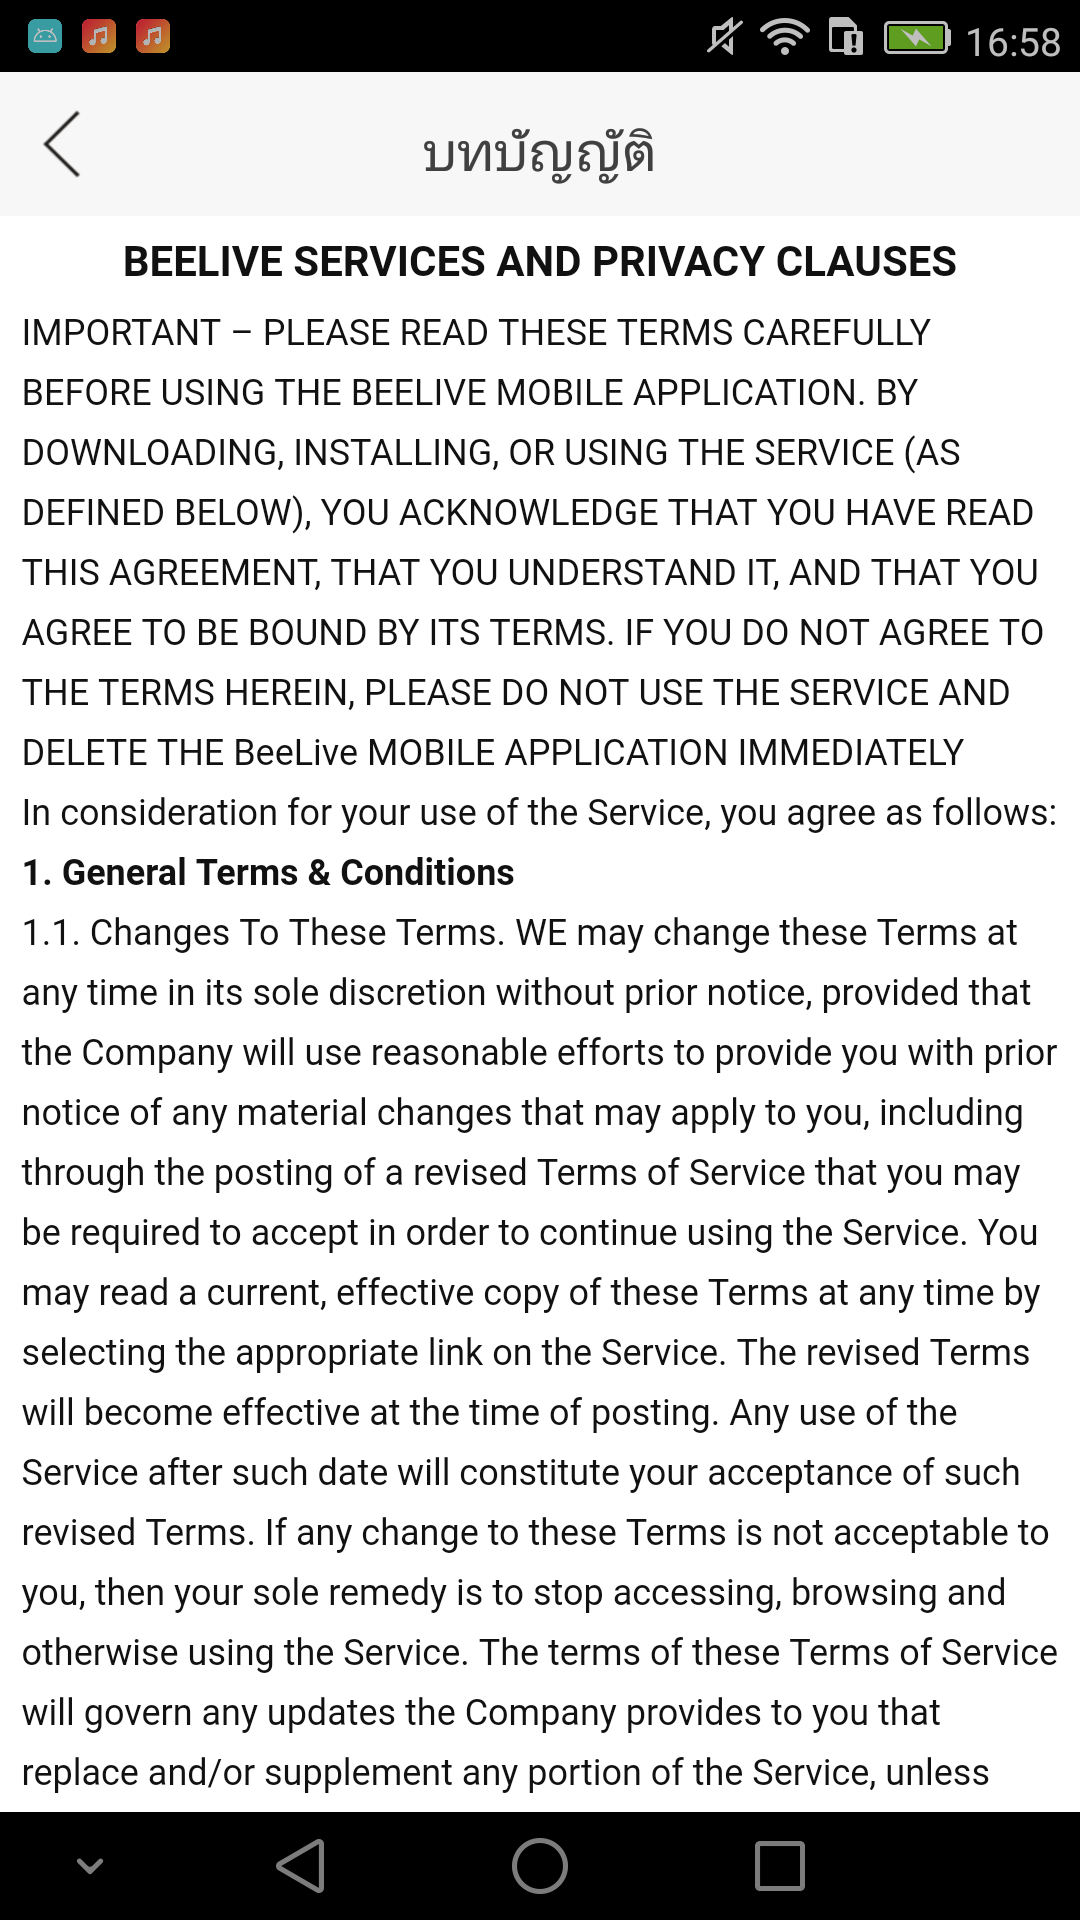 16:58
บทบัญญัติ
BEELIVE SERVICES AND PRIVACY CLAUSES
IMPORTANT – PLEASE READ THESE TERMS CAREFULLY
BEFORE USING THE BEELIVE MOBILE APPLICATION. BY
DOWNLOADING, INSTALLING, OR USING THE SERVICE (AS
DEFINED BELOW), YOU ACKNOWLEDGE THAT YOU HAVE READ
THIS AGREEMENT, THAT YOU UNDERSTAND IT, AND THAT YOU
AGREE TO BE BOUND BY ITS TERMS. IF YOU DO NOT AGREE TO
THE TERMS HEREIN, PLEASE DO NOT USE THE SERVICE AND
DELETE THE BeeLive MOBILE APPLICATION IMMEDIATELY
In consideration for your use of the Service, you agree as follows:
1. General Terms & Conditions
1.1. Changes To These Terms. WE may change these Terms at
any time in its sole discretion without prior notice, provided that
the Company will use reasonable efforts to provide you with prior
notice of any material changes that may apply to you, including
through the posting of a revised Terms of Service that you may
be required to accept in order to continue using the Service. You
may read a current, effective copy of these Terms at any time by
selecting the appropriate link on the Service. The revised Terms
will become effective at the time of posting. Any use of the
Service after such date will constitute your acceptance of such
revised Terms. If any change to these Terms is not acceptable to
you, then your sole remedy is to stop accessing, browsing and
otherwise using the Service. The terms of these Terms of Service
will govern any updates the Company provides to you that
replace and/or supplement any portion of the Service, unless